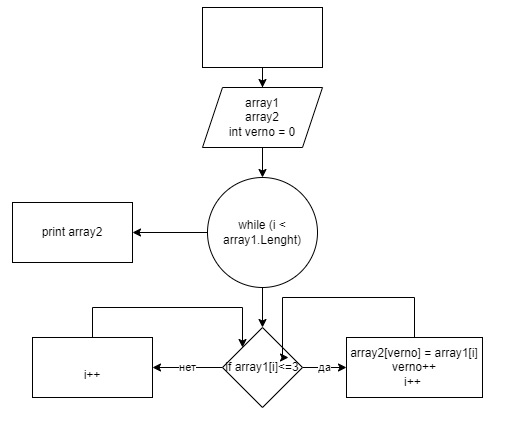 array1
array2
int verno = 0
while (i <
array1.Lenght)
print array2
if array1[i]<=3
нет
да
i++
array2[verno] = array1[i]
verno++
i++